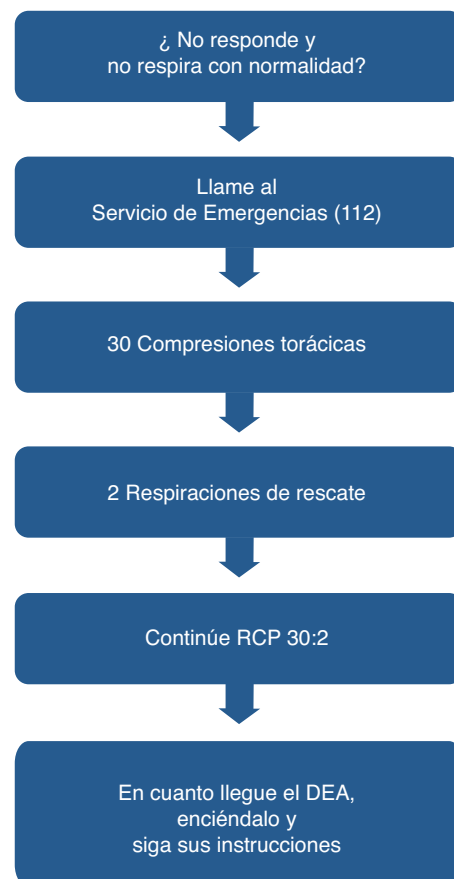 ¿ No responde y
no respira con normalidad?
Llame al
Servicio de Emergencias (112)
30 Compresiones torácicas
2 Respiraciones de rescate
Continúe RCP 30:2
En cuanto llegue el DEA,
enciéndalo y
siga sus instrucciones